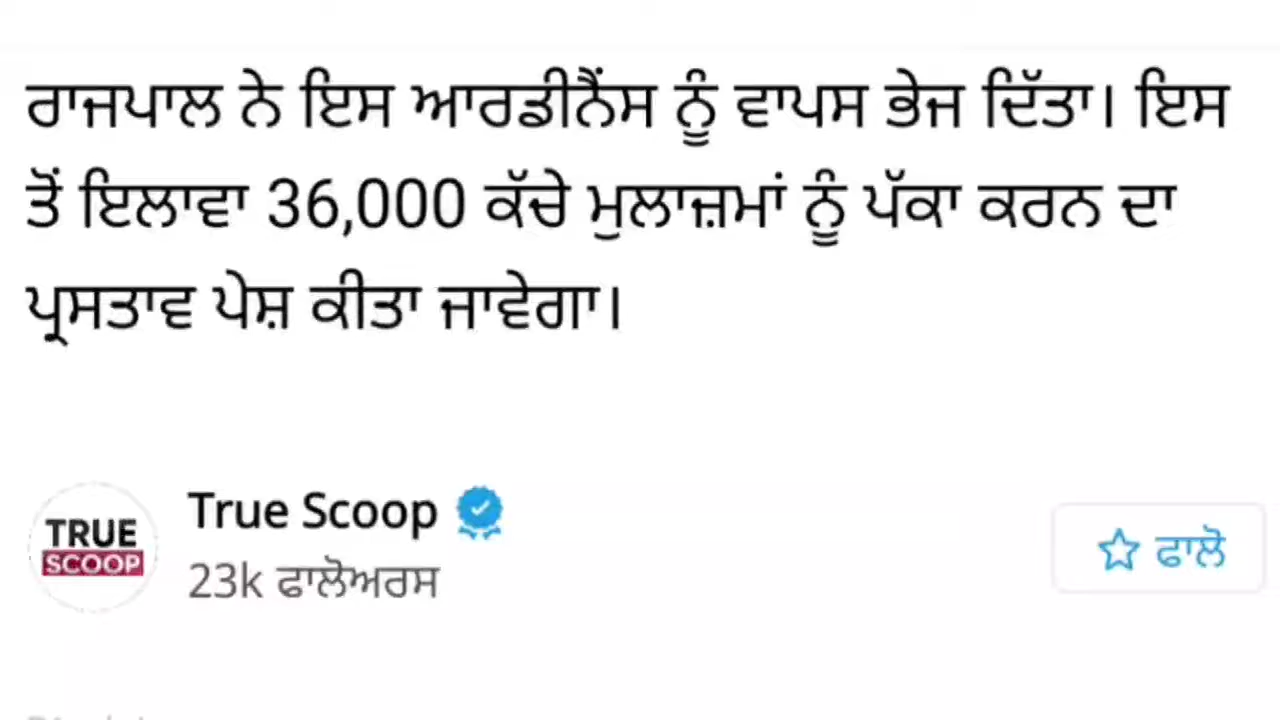 ਰਾਜਪਾਲ ਨੇ ਇਸ ਆਰਡੀਨੈਂਸ ਨੂੰ ਵਾਪਸ ਭੇਜ ਦਿੱਤਾ। ਇਸ
ਤੋਂ ਇਲਾਵਾ 36,000 ਕੱਚੇ ਮੁਲਾਜ਼ਮਾਂ ਨੂੰ ਪੱਕਾ ਕਰਨ ਦਾ
ਪ੍ਰਸਤਾਵ ਪੇਸ਼ ਕੀਤਾ ਜਾਵੇਗਾ।
TRUE
SCOOP
True Scoop
23k ਫਾਲੋਅਰਸ
ਫਾਲੋ